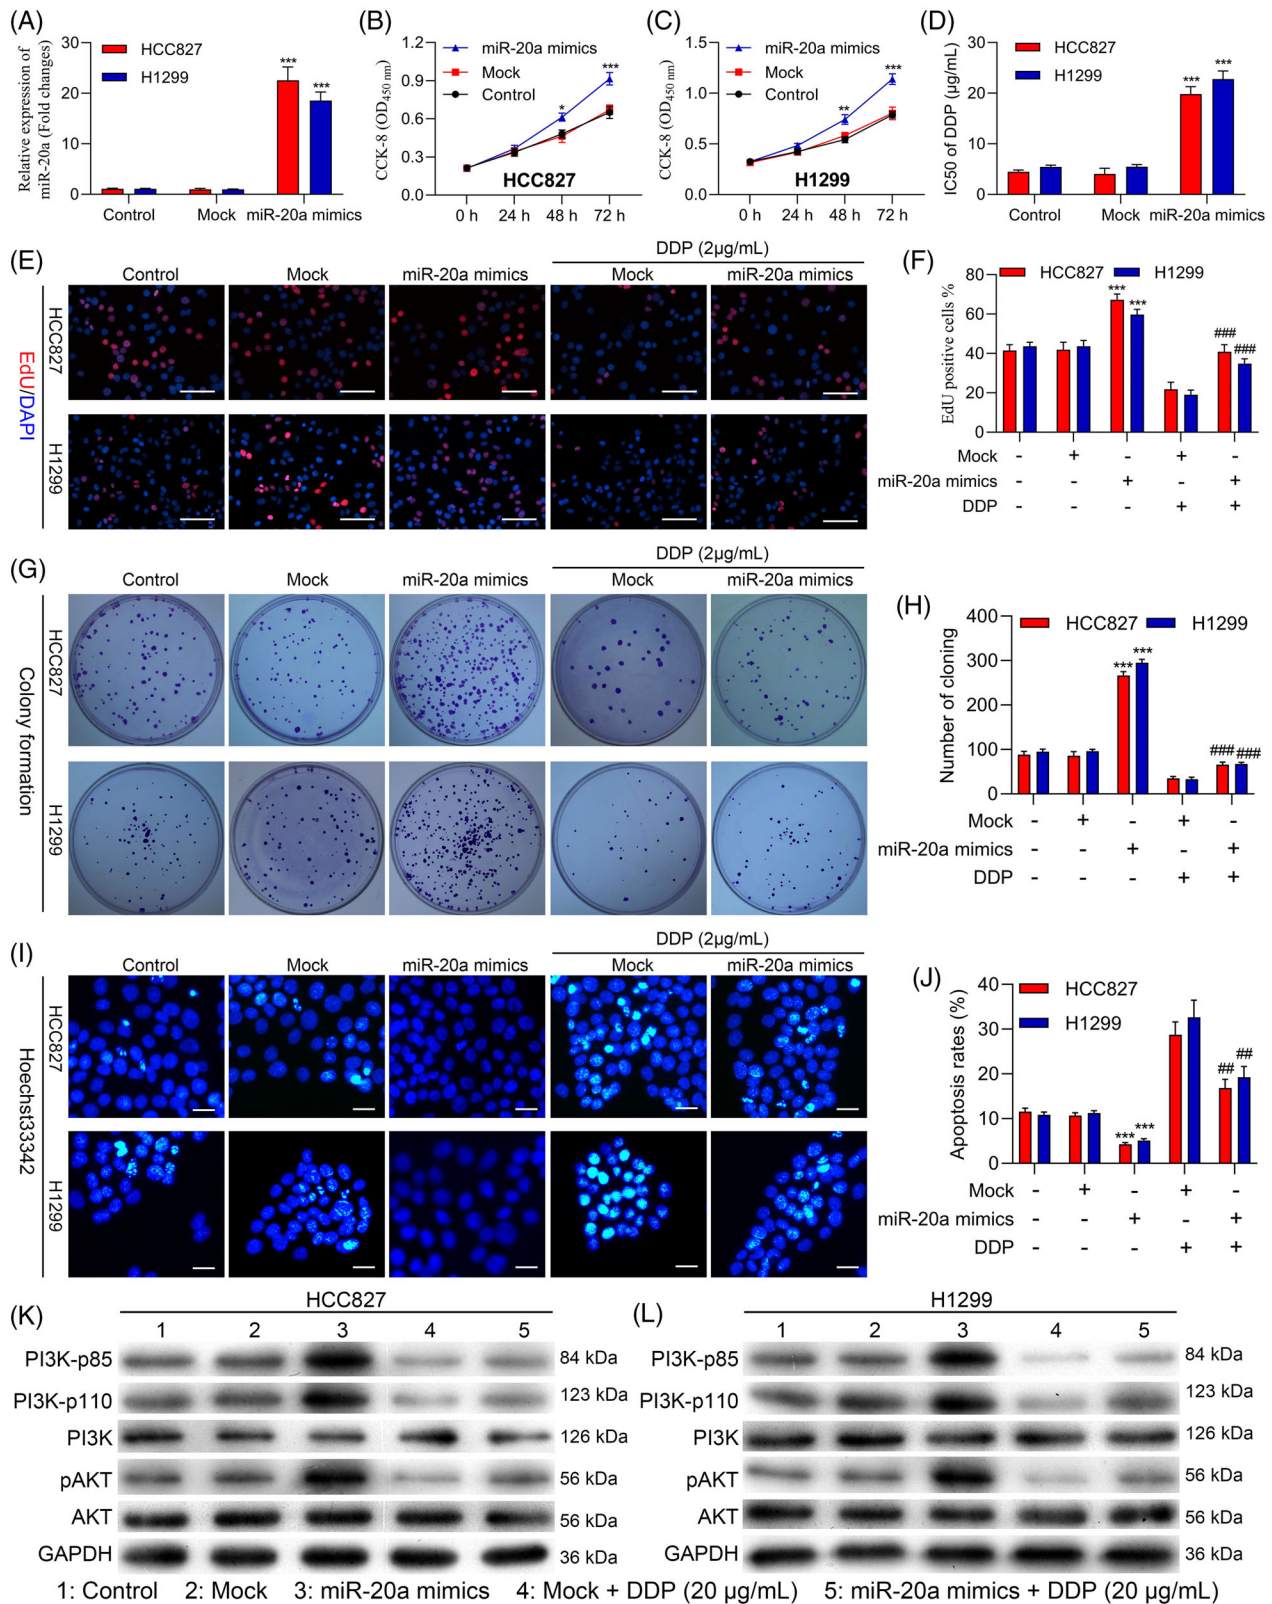 (A)
Relative expression of
miR-20a (Fold changes)
30
20
10
0
HCC827
H1299
***
***
Control
Mock
miR-20a mimics
(B)
CCK-8 (OD450 nm)
1.2
0.9
0.6
0.3
0.0
miR-20a mimics
Mock
Control
*
***
HCC827
0 h
24 h
48 h
72 h
(C)
CCK-8 (OD450 nm)
1.5
1.0
0.5
0.0
miR-20a mimics
Mock
Control
**
***
H1299
0 h
24 h
48 h
72 h
(D)
IC50 of DDP (μg/mL)
30
20
10
0
HCC827
H1299
***
***
Control
Mock
miR-20a mimics
(E)
DDP (2μg/mL)
Control
Mock
miR-20a mimics
Mock
miR-20a mimics
EdU/DAPI
HCC827
H1299
(F)
EdU positive cells %
80
60
40
20
0
HCC827
H1299
***
***
###
###
Mock - + - + -
miR-20a mimics - - + - +
DDP - - - + +
(G)
DDP (2μg/mL)
Control
Mock
miR-20a mimics
Mock
miR-20a mimics
Colony formation
HCC827
H1299
(H)
Number of cloning
400
300
200
100
0
HCC827
H1299
***
***
###
###
Mock - + - + -
miR-20a mimics - - + - +
DDP - - - + +
(I)
DDP (2μg/mL)
Control
Mock
miR-20a mimics
Mock
miR-20a mimics
Hoechst33342
HCC827
H1299
(J)
Apoptosis rates (%)
40
30
20
10
0
HCC827
H1299
***
***
##
##
Mock - + - + -
miR-20a mimics - - + - +
DDP - - - + +
(K)
HCC827
1 2 3 4 5
PI3K-p85 84 kDa
PI3K-p110 123 kDa
PI3K 126 kDa
pAKT 56 kDa
AKT 56 kDa
GAPDH 36 kDa
(L)
H1299
1 2 3 4 5
PI3K-p85 84 kDa
PI3K-p110 123 kDa
PI3K 126 kDa
pAKT 56 kDa
AKT 56 kDa
GAPDH 36 kDa
1: Control 2: Mock 3: miR-20a mimics 4: Mock + DDP (20 μg/mL) 5: miR-20a mimics + DDP (20 μg/mL)